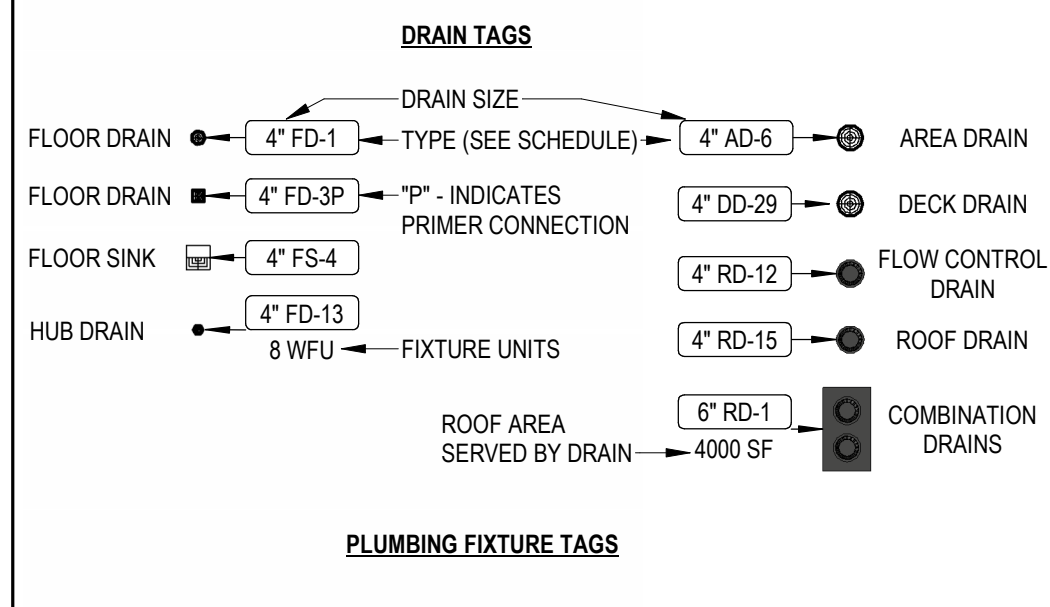 DRAIN TAGS
DRAIN SIZE
FLOOR DRAIN 4" FD-1 TYPE (SEE SCHEDULE) 4" AD-6 AREA DRAIN
FLOOR DRAIN 4" FD-3P "P" - INDICATES
PRIMER CONNECTION
4" DD-29 DECK DRAIN
FLOOR SINK 4" FS-4
4" RD-12 FLOW CONTROL
DRAIN
HUB DRAIN 4" FD-13
8 WFU FIXTURE UNITS
4" RD-15 ROOF DRAIN
ROOF AREA
SERVED BY DRAIN
6" RD-1
4000 SF
COMBINATION
DRAINS
PLUMBING FIXTURE TAGS